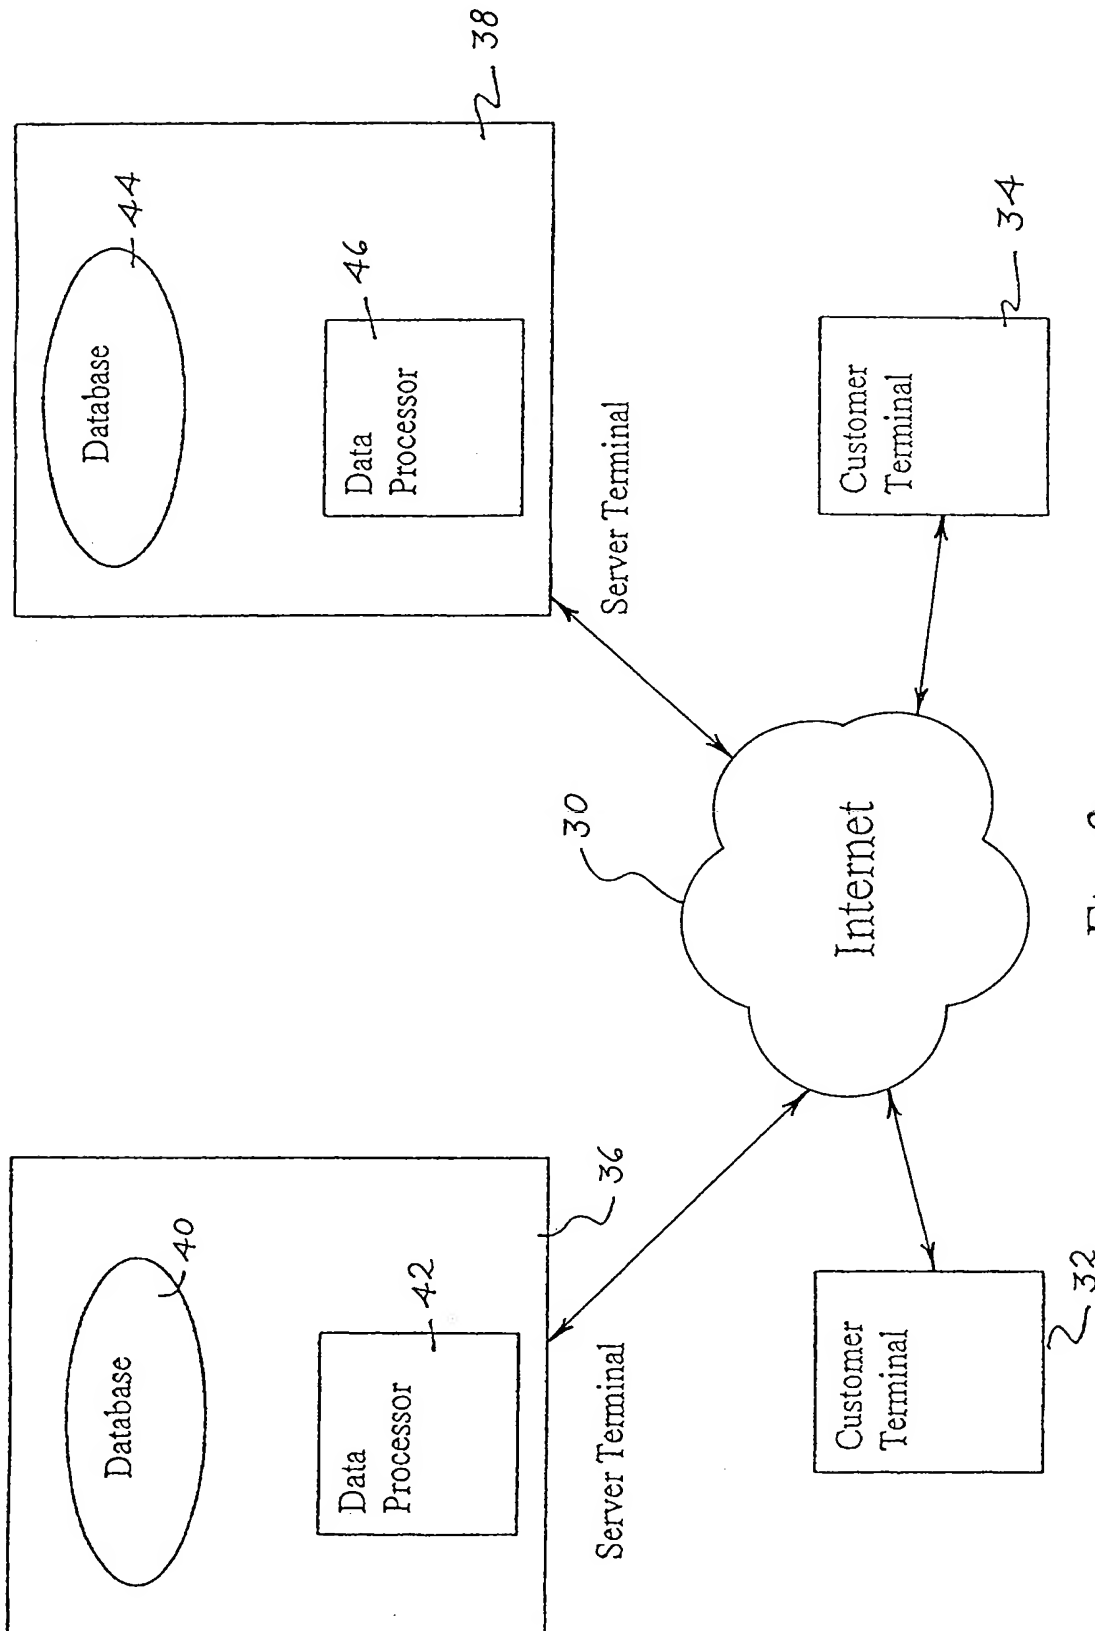 Database
40
Data
Processor
42
Server Terminal
36
Database
44
Data
Processor
46
Server Terminal
38
30
Internet
Customer
Terminal
32
Customer
Terminal
34